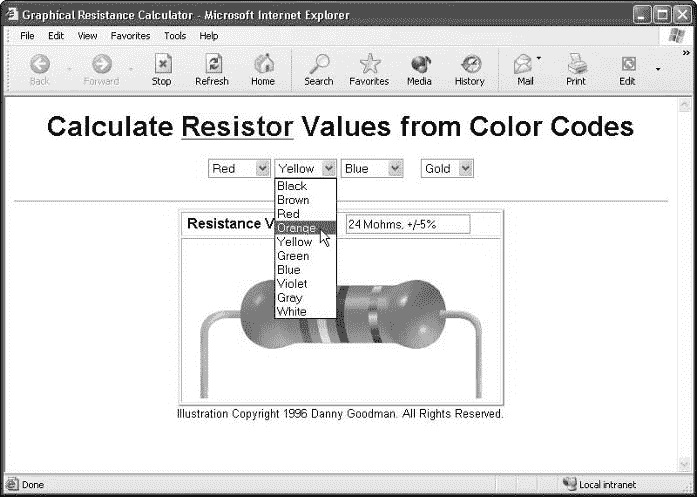 Graphical Resistance Calculator - Microsoft Internet Explorer
File Edit View Favorites Tools Help
Back Forward Stop Refresh Home Search Favorites Media History Mail Print Edit
Calculate Resistor Values from Color Codes
Red Yellow Blue Gold
Black
Brown
Red
Orange
Yellow
Green
Blue
Violet
Gray
White
Resistance V 24 Mohms, +/-5%
Illustration Copyright 1996 Danny Goodman. All Rights Reserved.
Done Local intranet